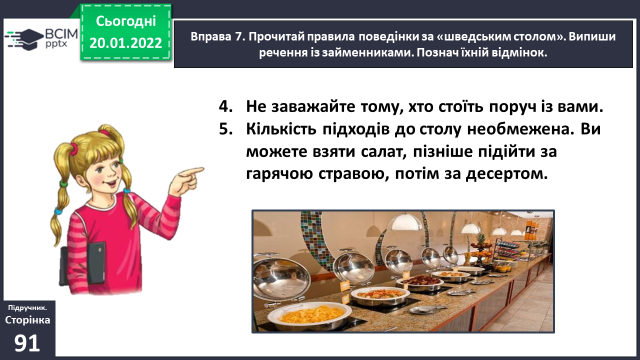 ВСІМ
pptx
Сьогодні
20.01.2022
Вправа 7. Прочитай правила поведінки за «шведським столом». Випиши
речення із займенниками. Познач їхній відмінок.
4. Не заважайте тому, хто стоїть поруч із вами.
5. Кількість підходів до столу необмежена. Ви
можете взяти салат, пізніше підійти за
гарячою стравою, потім за десертом.
Підручник.
Сторінка
91